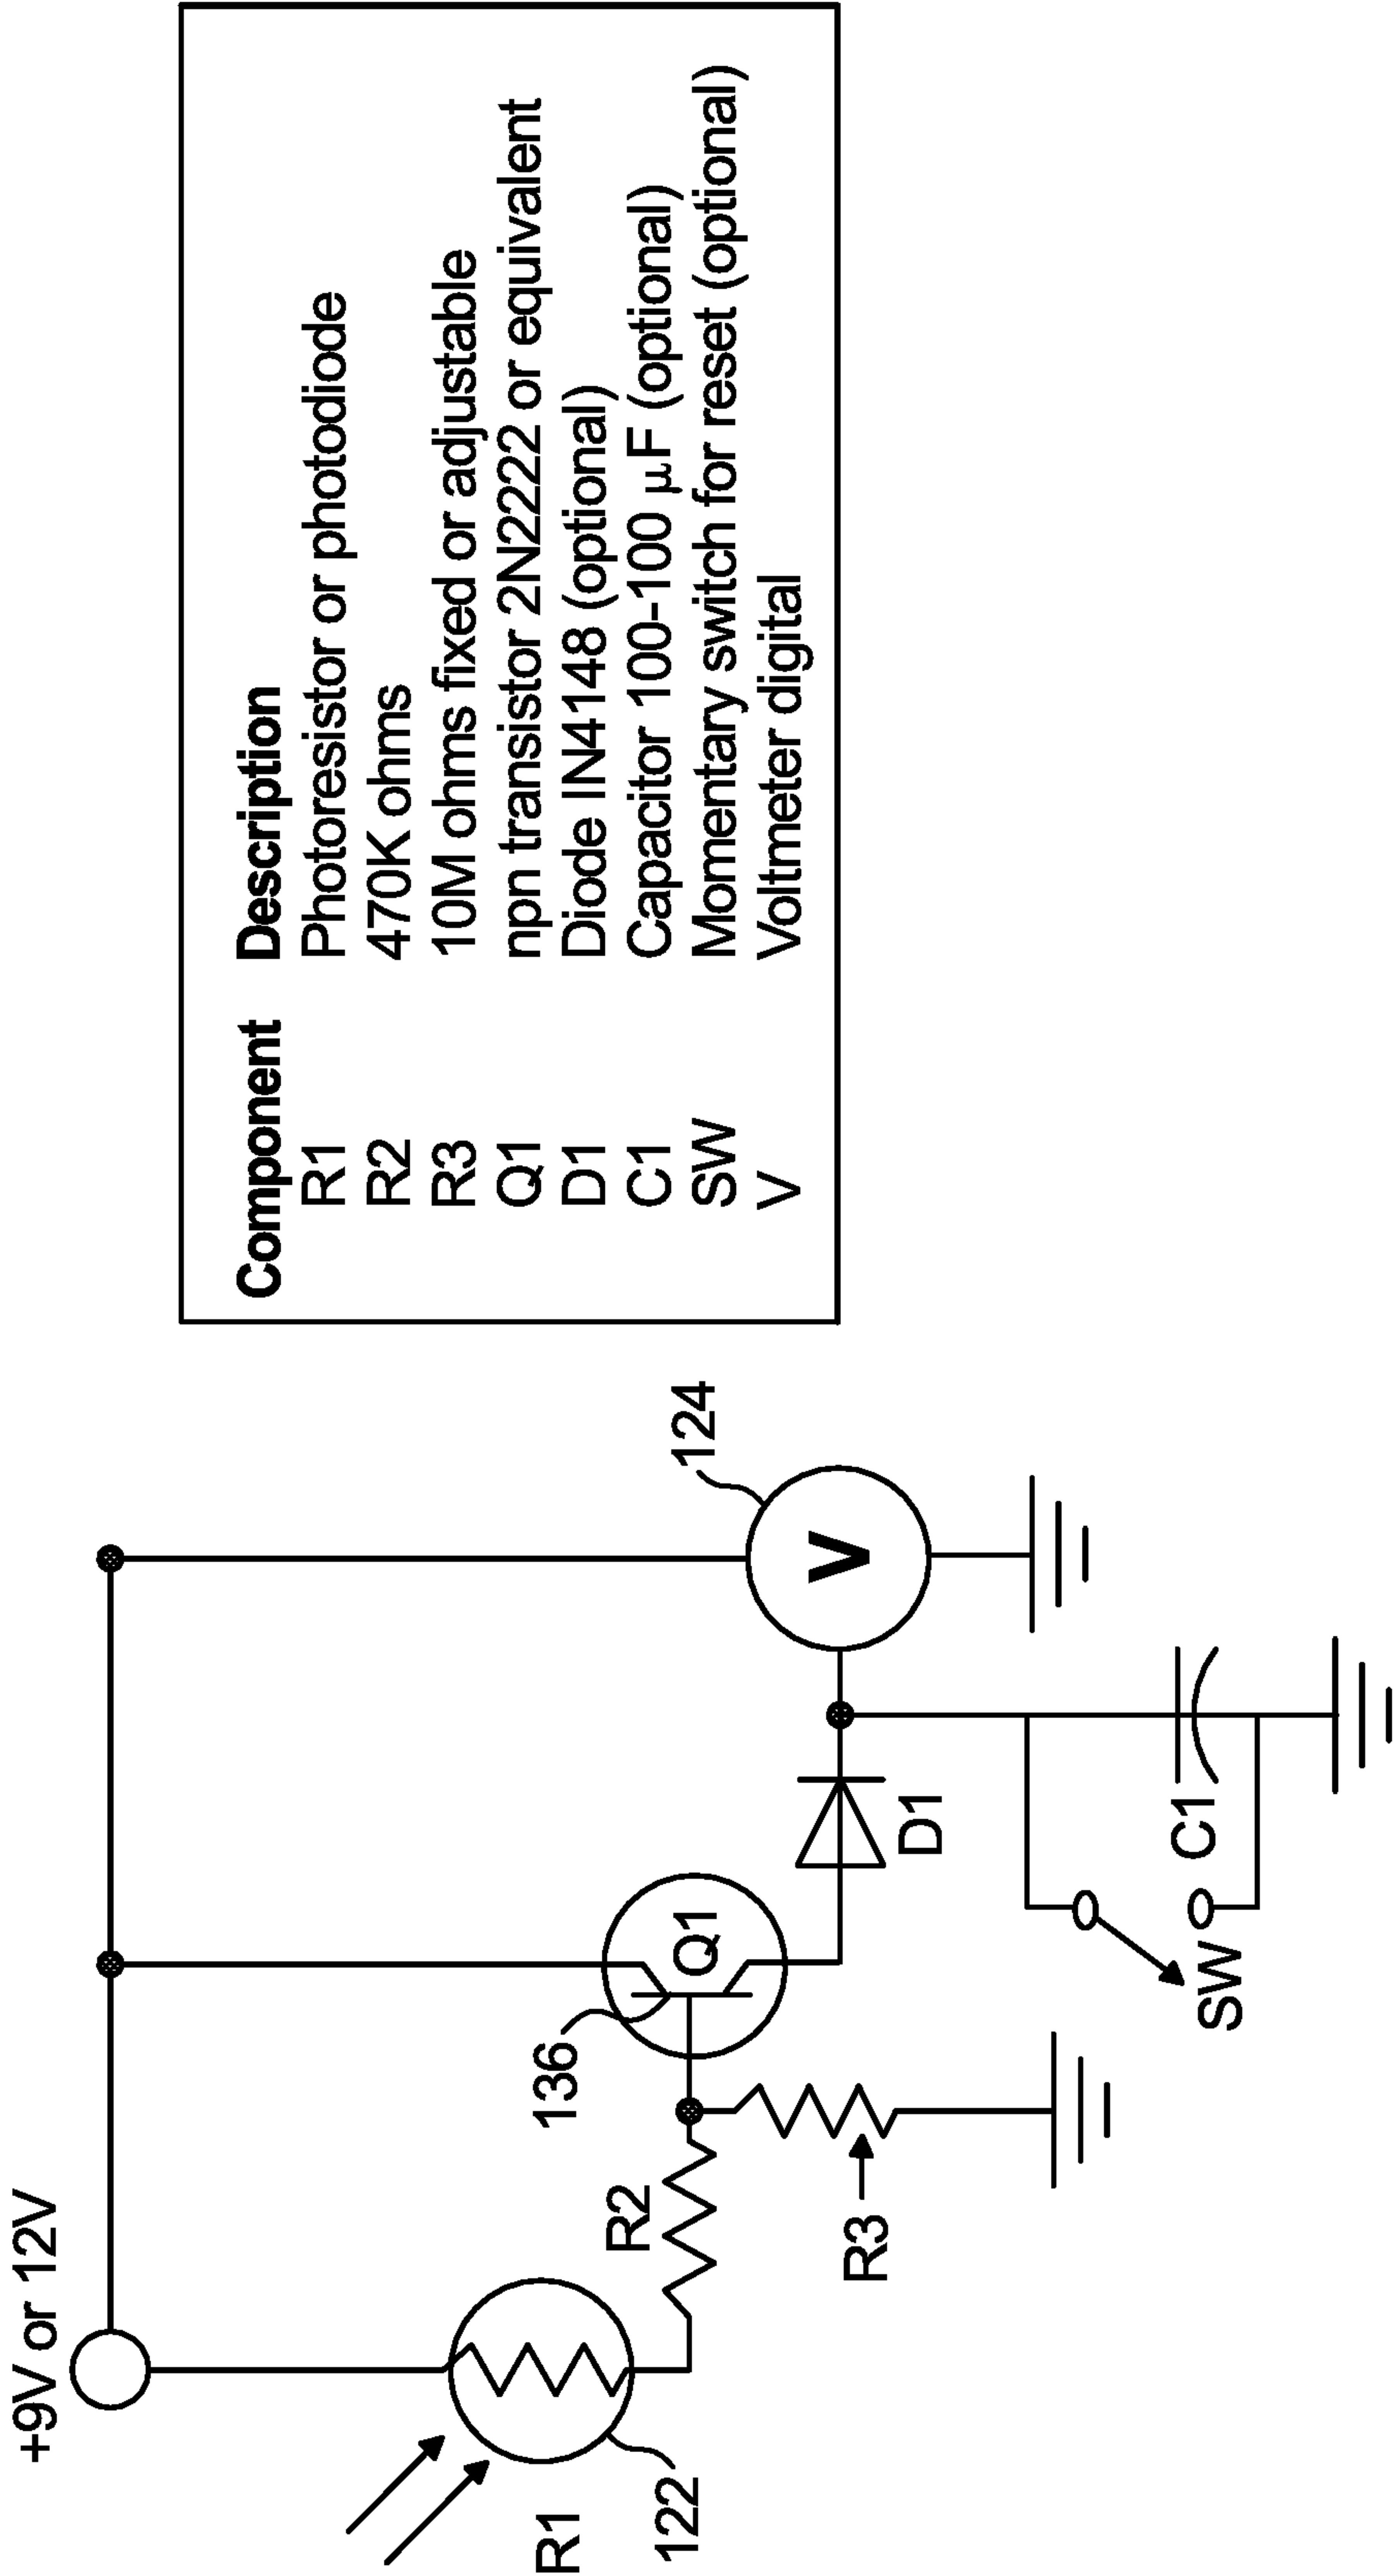 +9V or 12V
R1
122
R2
R3
136
Q1
D1
C1
SW
V
124
Component Description
R1 Photoresistor or photodiode
R2 470K ohms
R3 10M ohms fixed or adjustable
Q1 npn transistor 2N2222 or equivalent
D1 Diode IN4148 (optional)
C1 Capacitor 100-100 μF (optional)
SW Momentary switch for reset (optional)
V Voltmeter digital